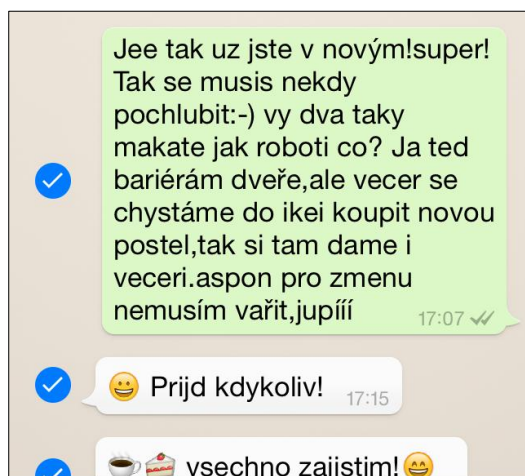 Jee tak uz jste v novým!super!
Tak se musis nekdy
pochlubit:-) vy dva taky
makate jak roboti co? Ja ted
bariérám dveře,ale vecer se
chystáme do ikei koupit novou
postel,tak si tam dame i
veceri.aspon pro zmenu
nemusím vařit,jupííí 17:07
😀 Prijd kdykoliv! 17:15
☕🍰 vsechno zajistim!😄